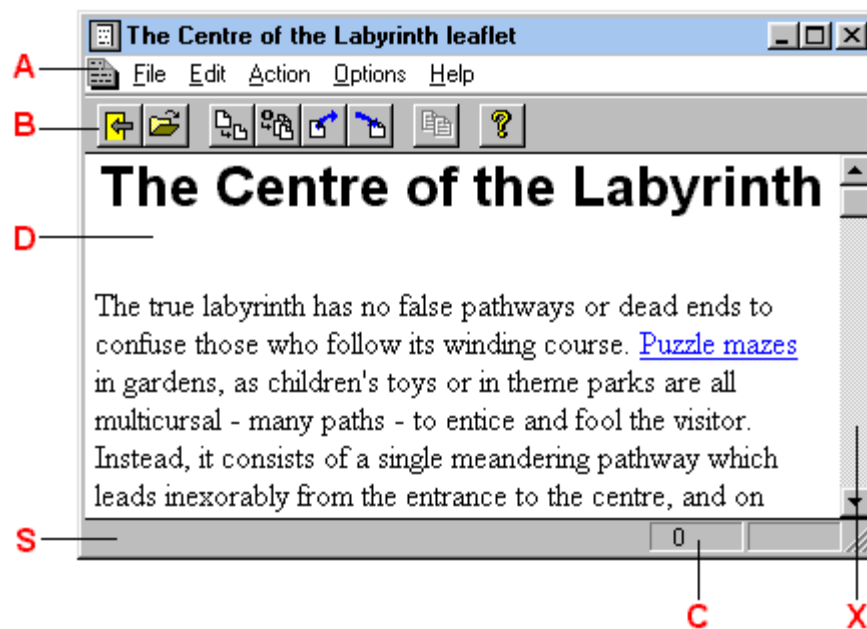 The Centre of the Labyrinth leaflet
A
File Edit Action Options Help
B
The Centre of the Labyrinth
D
The true labyrinth has no false pathways or dead ends to
confuse those who follow its winding course. Puzzle mazes
in gardens, as children's toys or in theme parks are all
multicursal - many paths - to entice and fool the visitor.
Instead, it consists of a single meandering pathway which
leads inexorably from the entrance to the centre, and on
S
0
C
X